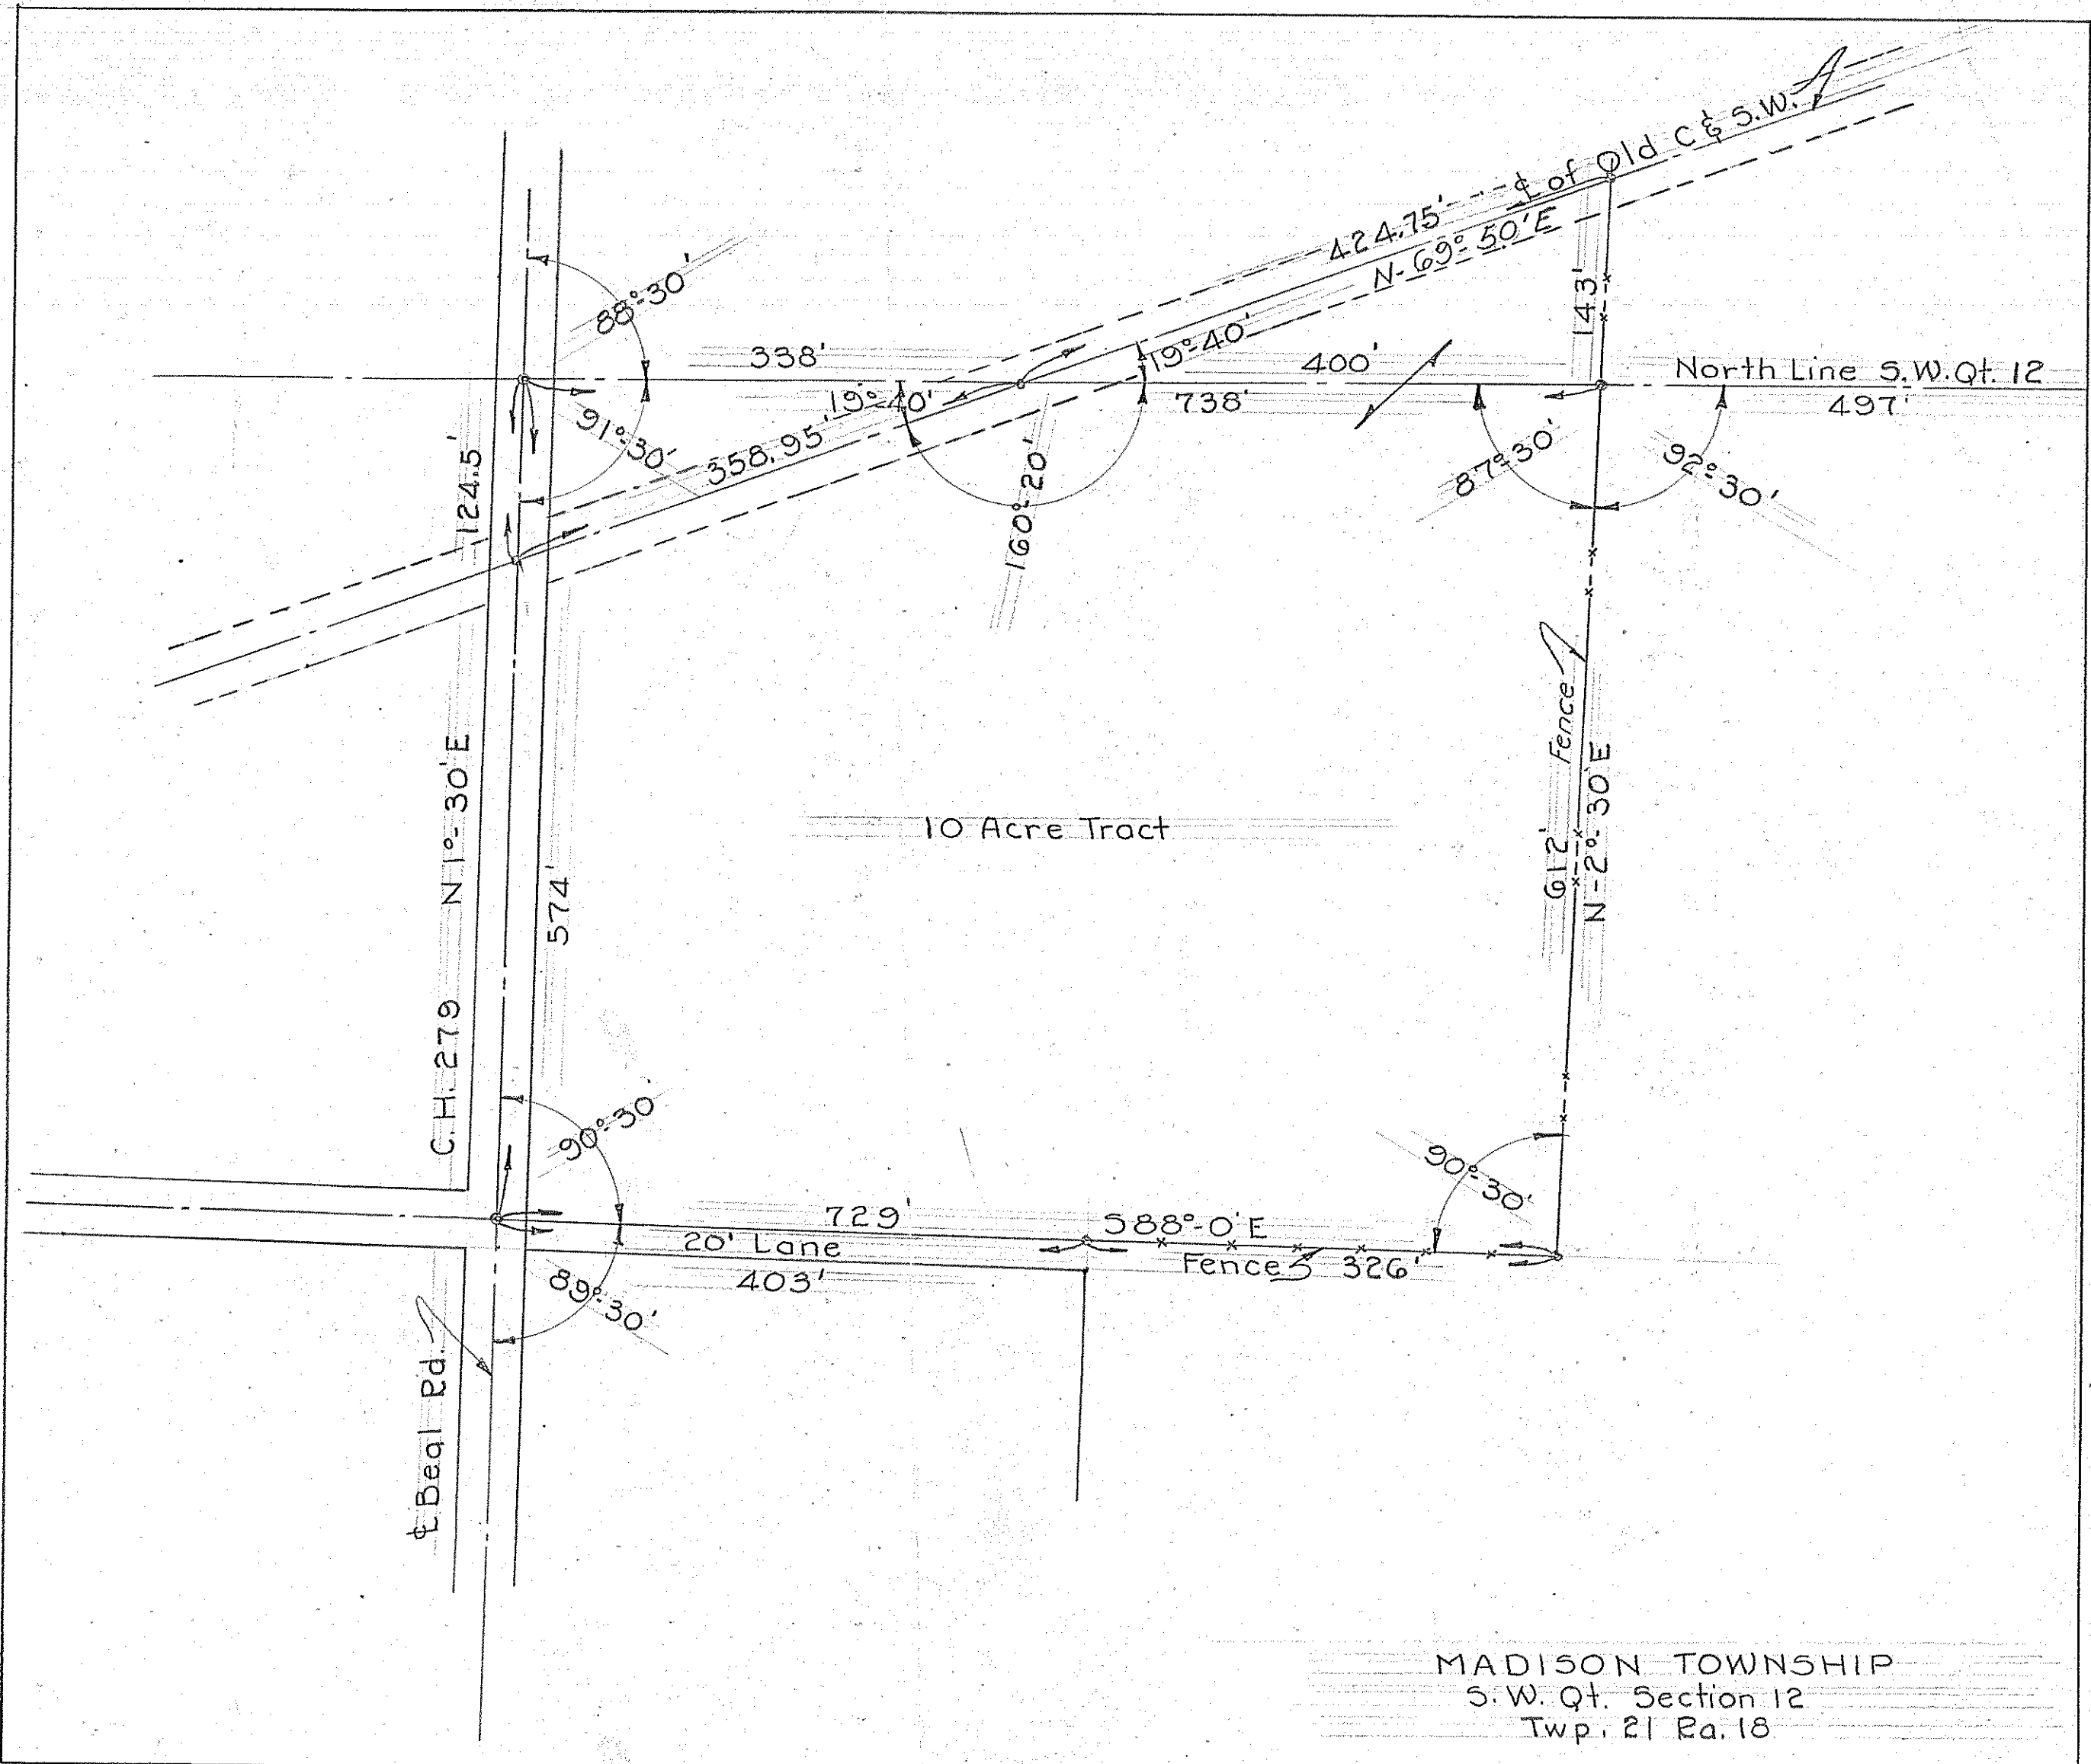 ℄ of Old C & S.W.
424.75'
N-69°-50'E
143'
88°-30'
338'
19°-40'
400'
North Line S.W.Qt. 12
19°-40'
738'
497'
91°-30'
358.95'
124.5'
160°-20'
87°-30'
92°-30'
Fence
N 1°-30'E
574'
10 Acre Tract
612'
N-2°-30'E
C.H. 279
90°-30'
90°-30'
729'
S88°-0'E
20' Lane
Fence
326'
403'
89°-30'
℄ Beal Rd.
MADISON TOWNSHIP
S.W. Qt. Section 12
Twp. 21 Ra. 18